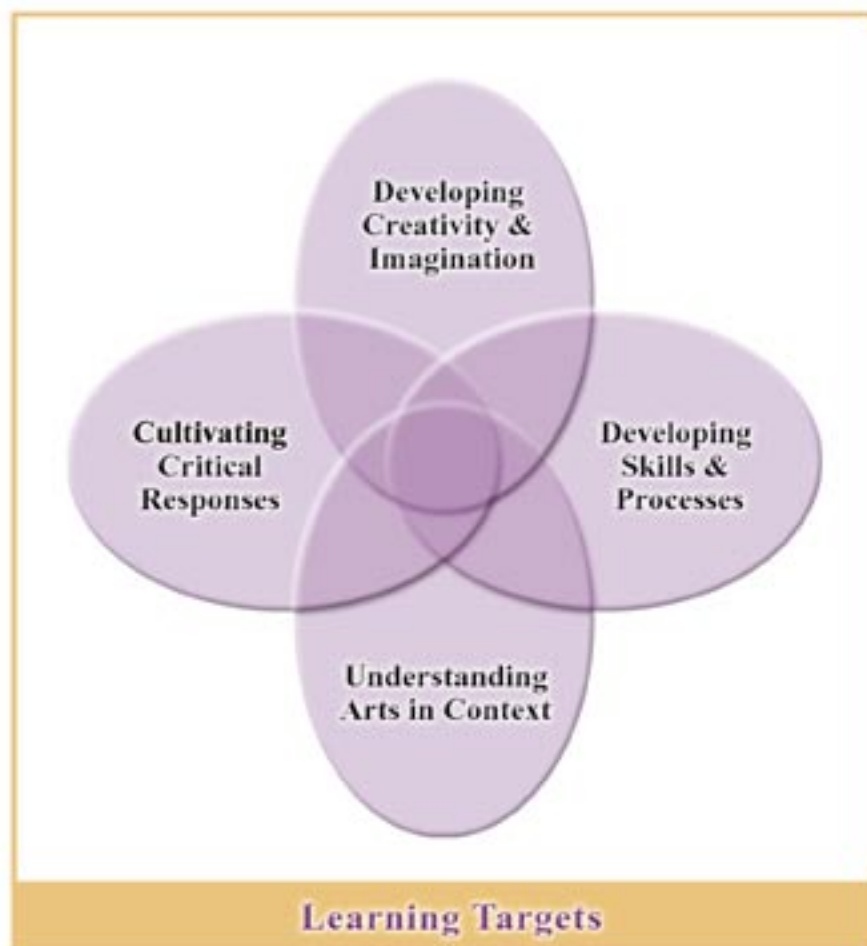 Developing
Creativity &
Imagination
Cultivating
Critical
Responses
Developing
Skills &
Processes
Understanding
Arts in Context
Learning Targets